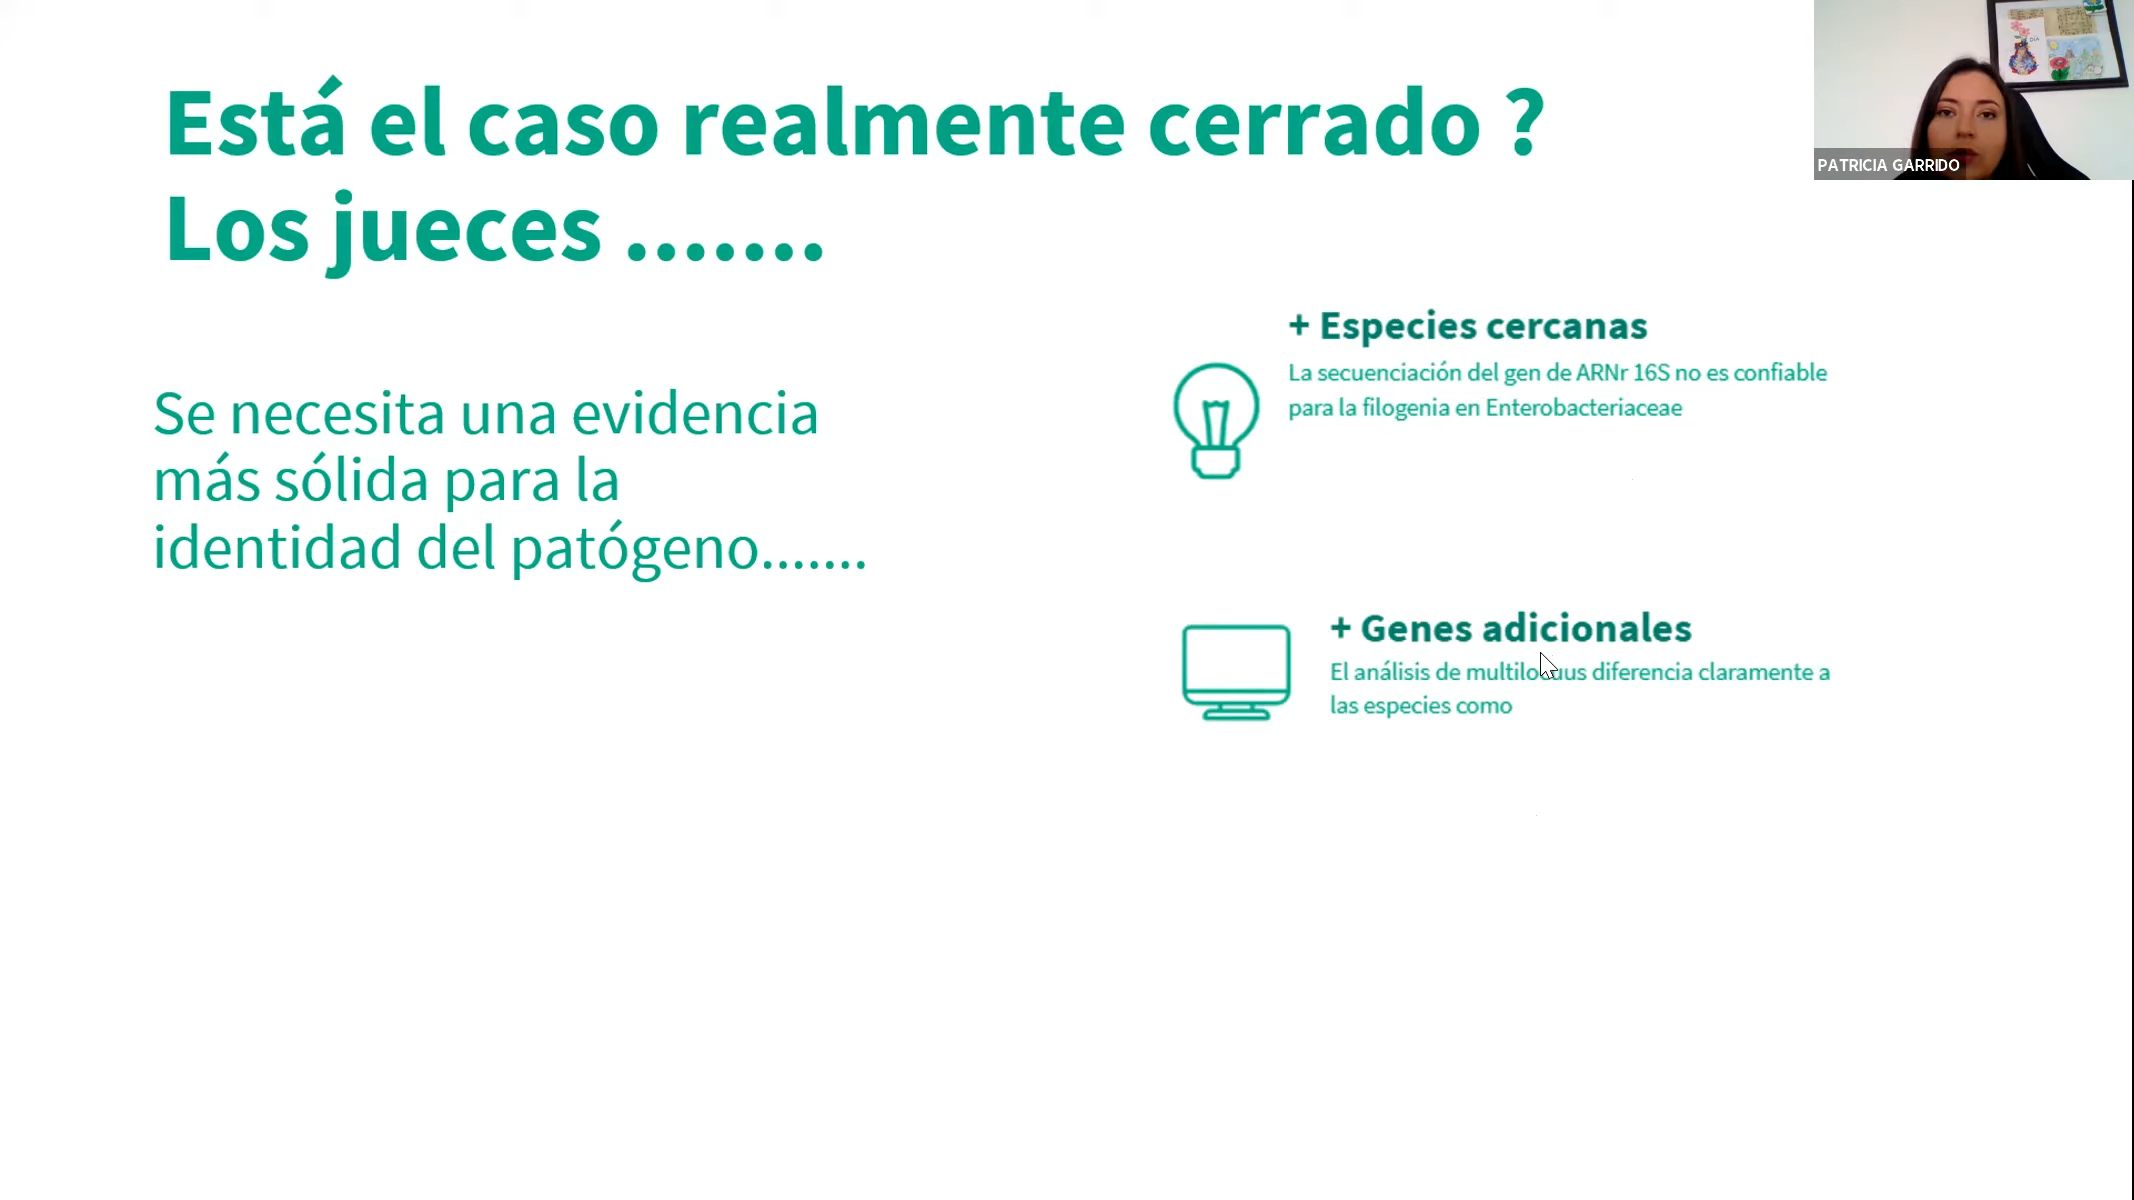 Está el caso realmente cerrado ?
Los jueces .......
PATRICIA GARRIDO
Se necesita una evidencia
más sólida para la
identidad del patógeno.......
+ Especies cercanas
La secuenciación del gen de ARNr 16S no es confiable
para la filogenia en Enterobacteriaceae
+ Genes adicionales
El análisis de diferencia claramente a
las especies como